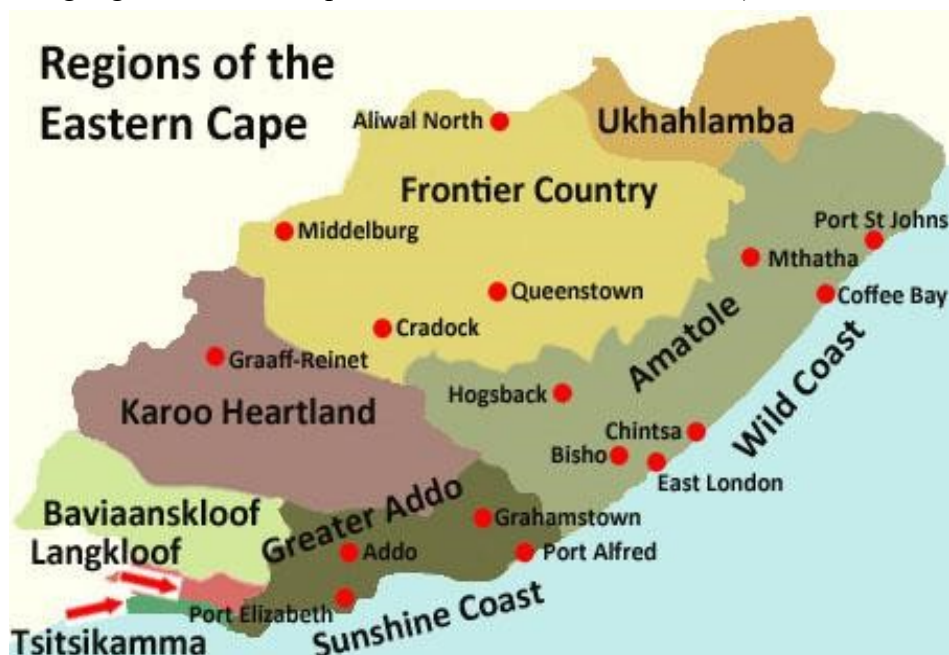 Regions of the
Eastern Cape
Aliwal North
Ukhahlamba
Frontier Country
Middelburg
Port St Johns
Mthatha
Queenstown
Coffee Bay
Cradock
Amatole
Graaff-Reinet
Wild Coast
Hogsback
Karoo Heartland
Chintsa
Bisho
East London
Baviaanskloof
Greater Addo
Grahamstown
Langkloof
Addo
Port Alfred
Port Elizabeth
Sunshine Coast
Tsitsikamma